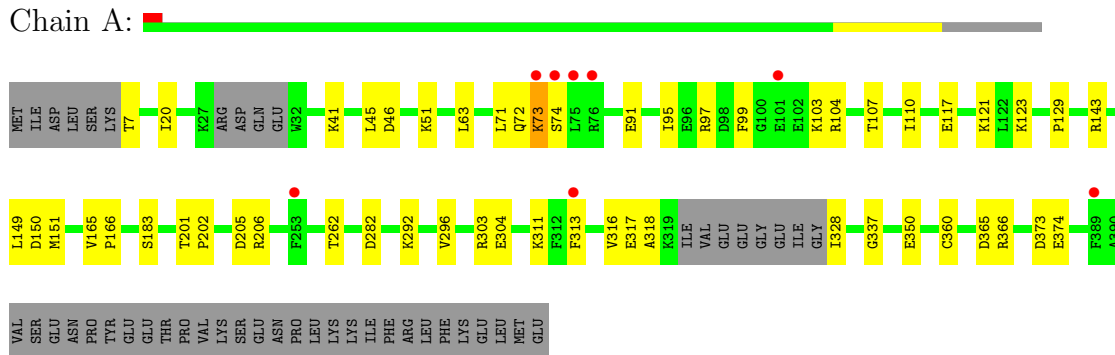 Chain A:
MET ILE ASP LEU SER LYS T7 I20 K27 ARG ASP GLN GLU W32 K41 L45 D46 K51 L63 L71 Q72 K73 S74 L75 R76 E91 I95 E96 R97 D98 F99 G100 E101 E102 K103 R104 T107 I110 E117 K121 L122 K123 P129 R143
L149 D150 M151 V165 P166 S183 T201 P202 D205 R206 F253 T262 D282 K292 V296 R303 E304 K311 F312 F313 V316 E317 A318 K319 ILE VAL GLU GLU GLY GLU ILE GLY I328 G337 E350 C360 D365 R366 D373 E374 F389 A390
VAL SER GLU ASN PRO TYR GLU GLU THR PRO VAL LYS SER GLU ASN PRO LEU LYS LYS ILE PHE ARG LEU PHE LYS GLU LEU MET GLU